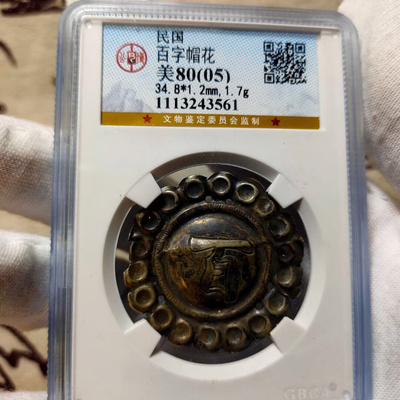 民国
百字帽花
美80(05)
34.8*1.2mm,1.7g
1113243561
文物鉴定委员会监制